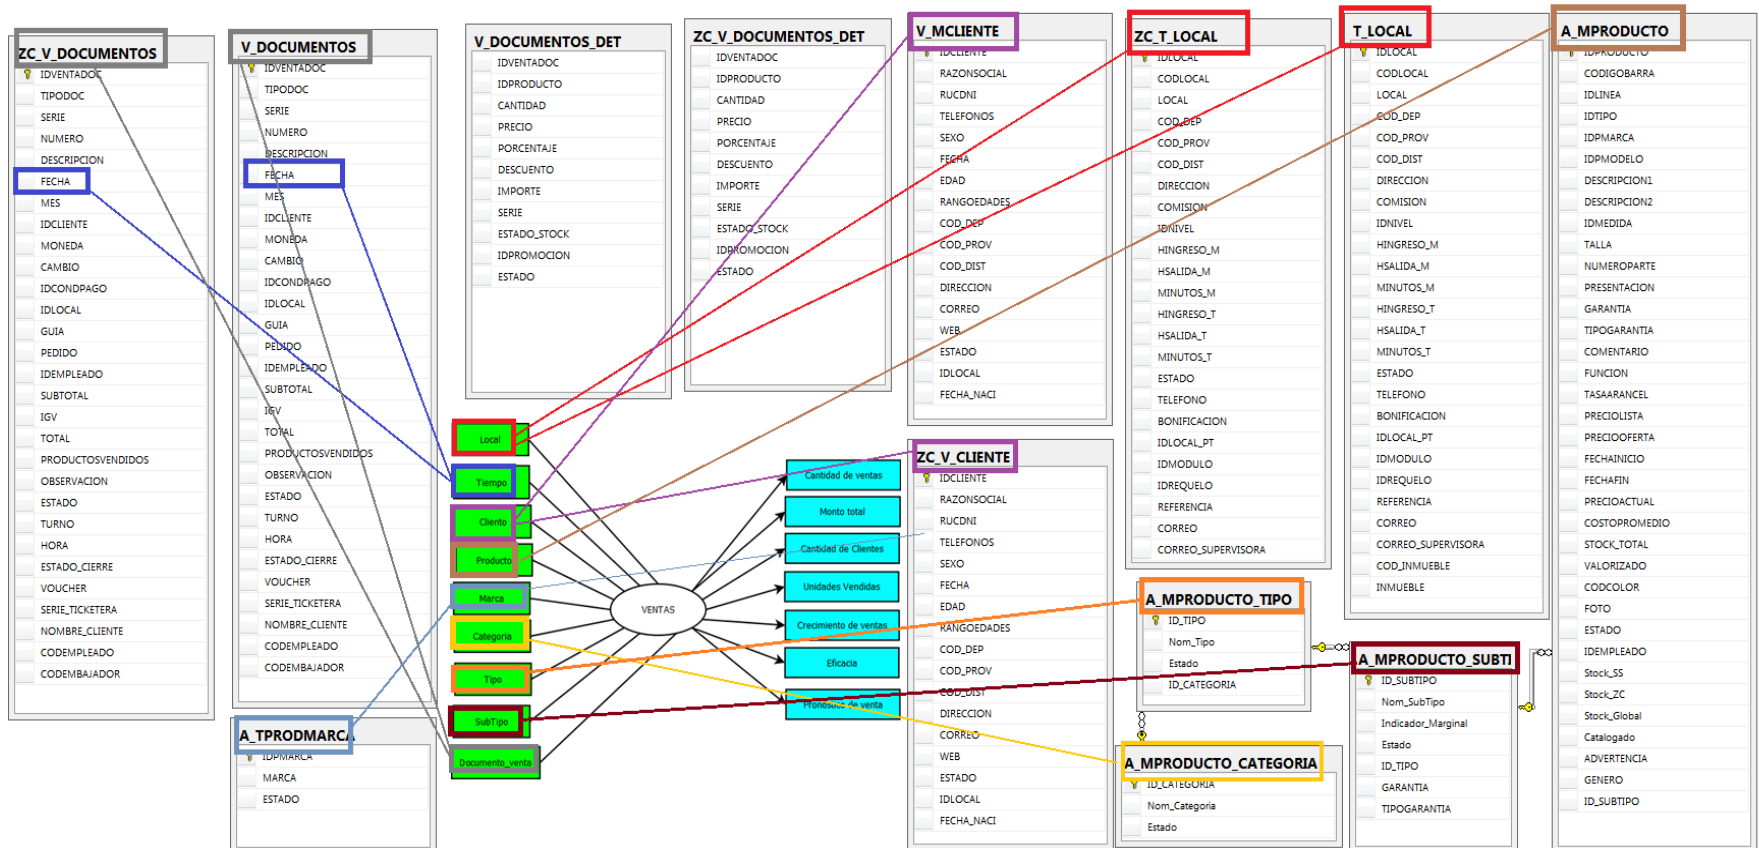 ZC_V_DOCUMENTOS
IDVENTADOC
TIPODOC
SERIE
NUMERO
DESCRIPCION
FECHA
MES
IDCLIENTE
MONEDA
CAMBIO
IDCONDPAGO
IDLOCAL
GUIA
PEDIDO
IDEMPLEADO
SUBTOTAL
IGV
TOTAL
PRODUCTOSVENDIDOS
OBSERVACION
ESTADO
TURNO
HORA
ESTADO_CIERRE
VOUCHER
SERIE_TICKETERA
NOMBRE_CLIENTE
CODEMPLEADO
CODEMBAJADOR
V_DOCUMENTOS
IDVENTADOC
TIPODOC
SERIE
NUMERO
DESCRIPCION
FECHA
MES
IDCLIENTE
MONEDA
CAMBIO
IDCONDPAGO
IDLOCAL
GUIA
PEDIDO
IDEMPLEADO
SUBTOTAL
IGV
TOTAL
PRODUCTOSVENDIDOS
OBSERVACION
ESTADO
TURNO
HORA
ESTADO_CIERRE
VOUCHER
SERIE_TICKETERA
NOMBRE_CLIENTE
CODEMPLEADO
CODEMBAJADOR
A_TPRODMARCA
IDPMARCA
MARCA
ESTADO
V_DOCUMENTOS_DET
IDVENTADOC
IDPRODUCTO
CANTIDAD
PRECIO
PORCENTAJE
DESCUENTO
IMPORTE
SERIE
ESTADO_STOCK
IDPROMOCION
ESTADO
ZC_V_DOCUMENTOS_DET
IDVENTADOC
IDPRODUCTO
CANTIDAD
PRECIO
PORCENTAJE
DESCUENTO
IMPORTE
SERIE
ESTADO_STOCK
IDPROMOCION
ESTADO
Local
Tiempo
Cliento
Producto
Marca
Categoria
Tipo
SubTipo
Documento_venta
VENTAS
Cantidad de ventas
Monto total
Cantidad de Clientes
Unidades Vendidas
Crecimiento de ventas
Eficacia
Pronostico de venta
V_MCLIENTE
IDCLIENTE
RAZONSOCIAL
RUCDNI
TELEFONOS
SEXO
FECHA
EDAD
RANGOEDADES
COD_DEP
COD_PROV
COD_DIST
DIRECCION
CORREO
WEB
ESTADO
IDLOCAL
FECHA_NACI
ZC_V_CLIENTE
IDCLIENTE
RAZONSOCIAL
RUCDNI
TELEFONOS
SEXO
FECHA
EDAD
RANGOEDADES
COD_DEP
COD_PROV
COD_DIST
DIRECCION
CORREO
WEB
ESTADO
IDLOCAL
FECHA_NACI
ZC_T_LOCAL
IDLOCAL
CODLOCAL
LOCAL
COD_DEP
COD_PROV
COD_DIST
DIRECCION
COMISION
IDNIVEL
HINGRESO_M
HSALIDA_M
MINUTOS_M
HINGRESO_T
HSALIDA_T
MINUTOS_T
ESTADO
TELEFONO
BONIFICACION
IDLOCAL_PT
IDMODULO
IDREQUELO
REFERENCIA
CORREO
CORREO_SUPERVISORA
A_MPRODUCTO_TIPO
ID_TIPO
Nom_Tipo
Estado
ID_CATEGORIA
A_MPRODUCTO_CATEGORIA
ID_CATEGORIA
Nom_Categoria
Estado
T_LOCAL
IDLOCAL
CODLOCAL
LOCAL
COD_DEP
COD_PROV
COD_DIST
DIRECCION
COMISION
IDNIVEL
HINGRESO_M
HSALIDA_M
MINUTOS_M
HINGRESO_T
HSALIDA_T
MINUTOS_T
ESTADO
TELEFONO
BONIFICACION
IDLOCAL_PT
IDMODULO
IDREQUELO
REFERENCIA
CORREO
CORREO_SUPERVISORA
COD_INMUEBLE
INMUEBLE
A_MPRODUCTO_SUBTI
ID_SUBTIPO
Nom_SubTipo
Indicador_Marginal
Estado
ID_TIPO
GARANTIA
TIPOGARANTIA
A_MPRODUCTO
IDPRODUCTO
CODIGOBARRA
IDLINEA
IDTIPO
IDPMARCA
IDPMODELO
DESCRIPCION1
DESCRIPCION2
IDMEDIDA
TALLA
NUMEROPARTE
PRESENTACION
GARANTIA
TIPOGARANTIA
COMENTARIO
FUNCION
TASAARANCEL
PRECIOLISTA
PRECIOOFERTA
FECHAINICIO
FECHAFIN
PRECIOACTUAL
COSTOPROMEDIO
STOCK_TOTAL
VALORIZADO
CODCOLOR
FOTO
ESTADO
IDEMPLEADO
Stock_SS
Stock_ZC
Stock_Global
Catalogado
ADVERTENCIA
GENERO
ID_SUBTIPO